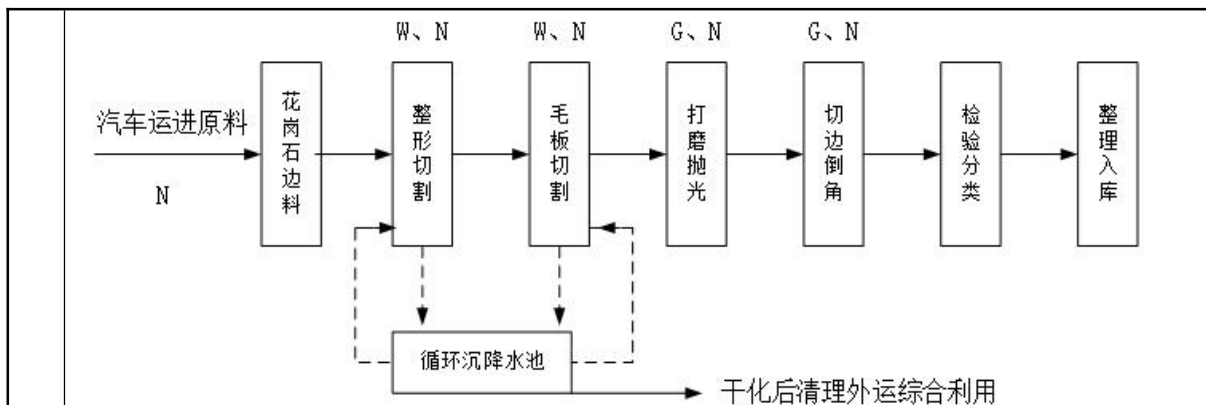 W、N
W、N
G、N
G、N
汽车运进原料
N
花岗石边料
整形切割
毛板切割
打磨抛光
切边倒角
检验分类
整理入库
循环沉降水池
干化后清理外运综合利用